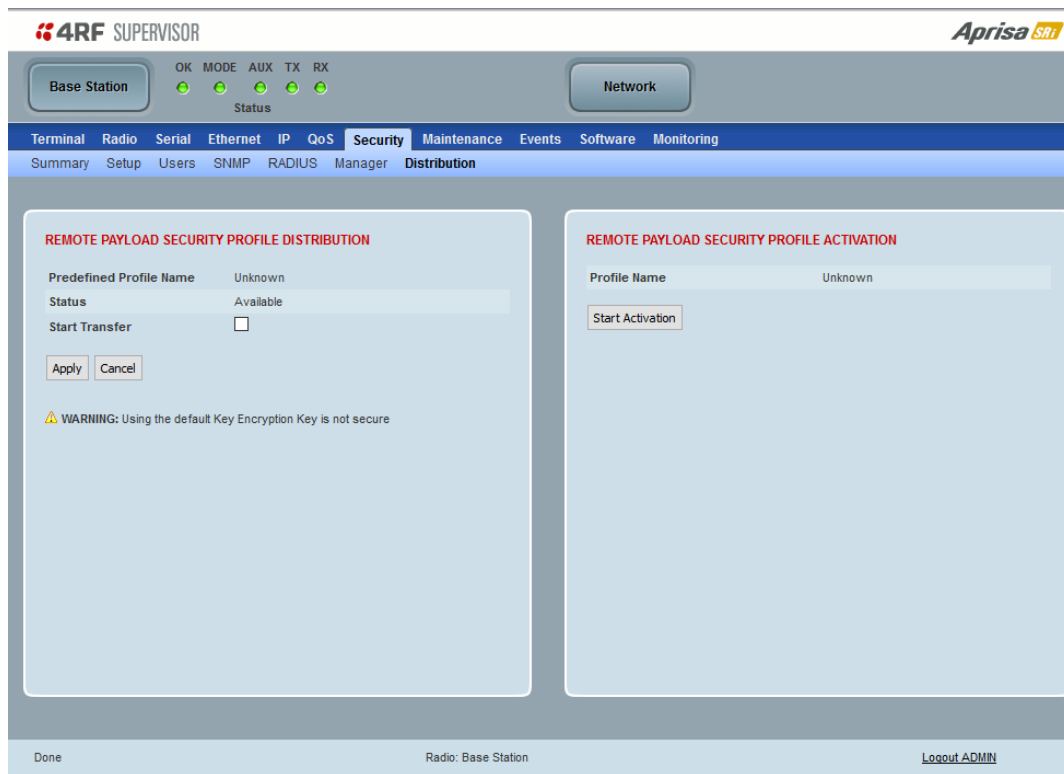 4RF SUPERVISOR
Aprisa SRi
Base Station
OK MODE AUX TX RX
Status
Network
Terminal Radio Serial Ethernet IP QoS Security Maintenance Events Software Monitoring
Summary Setup Users SNMP RADIUS Manager Distribution
REMOTE PAYLOAD SECURITY PROFILE DISTRIBUTION
Predefined Profile Name Unknown
Status Available
Start Transfer
Apply Cancel
WARNING: Using the default Key Encryption Key is not secure
REMOTE PAYLOAD SECURITY PROFILE ACTIVATION
Profile Name Unknown
Start Activation
Done Radio: Base Station Logout ADMIN